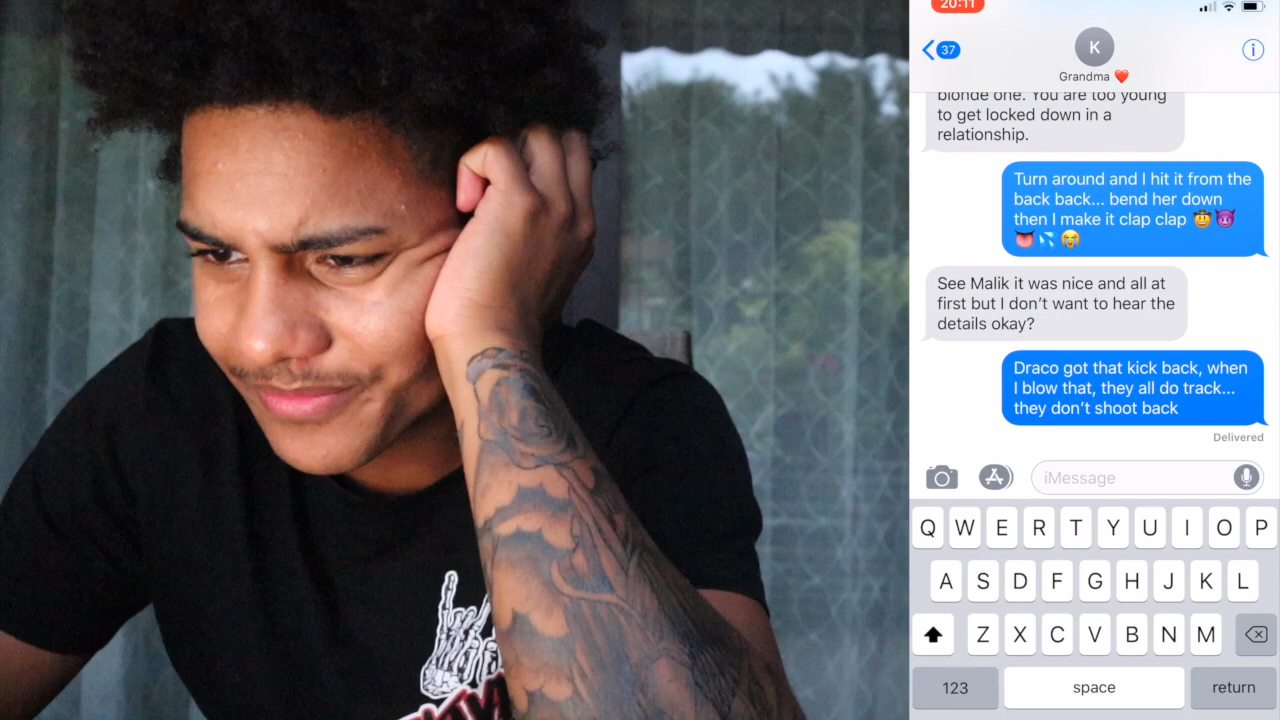 20:11
37
K
Grandma ❤️
blonde one. You are too young
to get locked down in a
relationship.
Turn around and I hit it from the
back back... bend her down
then I make it clap clap 🤠😈
👅💦😭
See Malik it was nice and all at
first but I don’t want to hear the
details okay?
Draco got that kick back, when
I blow that, they all do track...
they don’t shoot back
Delivered
iMessage
Q W E R T Y U I O P
A S D F G H J K L
Z X C V B N M
123 space return